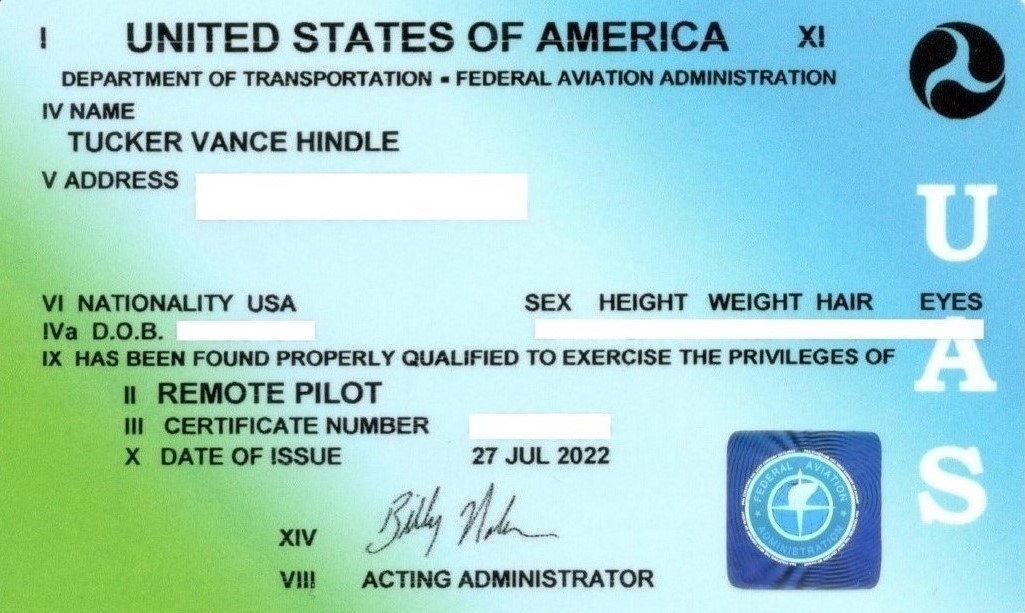 I UNITED STATES OF AMERICA XI
DEPARTMENT OF TRANSPORTATION ▪ FEDERAL AVIATION ADMINISTRATION
IV NAME
TUCKER VANCE HINDLE
V ADDRESS
VI NATIONALITY USA SEX HEIGHT WEIGHT HAIR EYES
IVa D.O.B.
IX HAS BEEN FOUND PROPERLY QUALIFIED TO EXERCISE THE PRIVILEGES OF
II REMOTE PILOT
III CERTIFICATE NUMBER
X DATE OF ISSUE 27 JUL 2022
XIV Billy Nolen
VIII ACTING ADMINISTRATOR
UAS
FEDERAL AVIATION
ADMINISTRATION